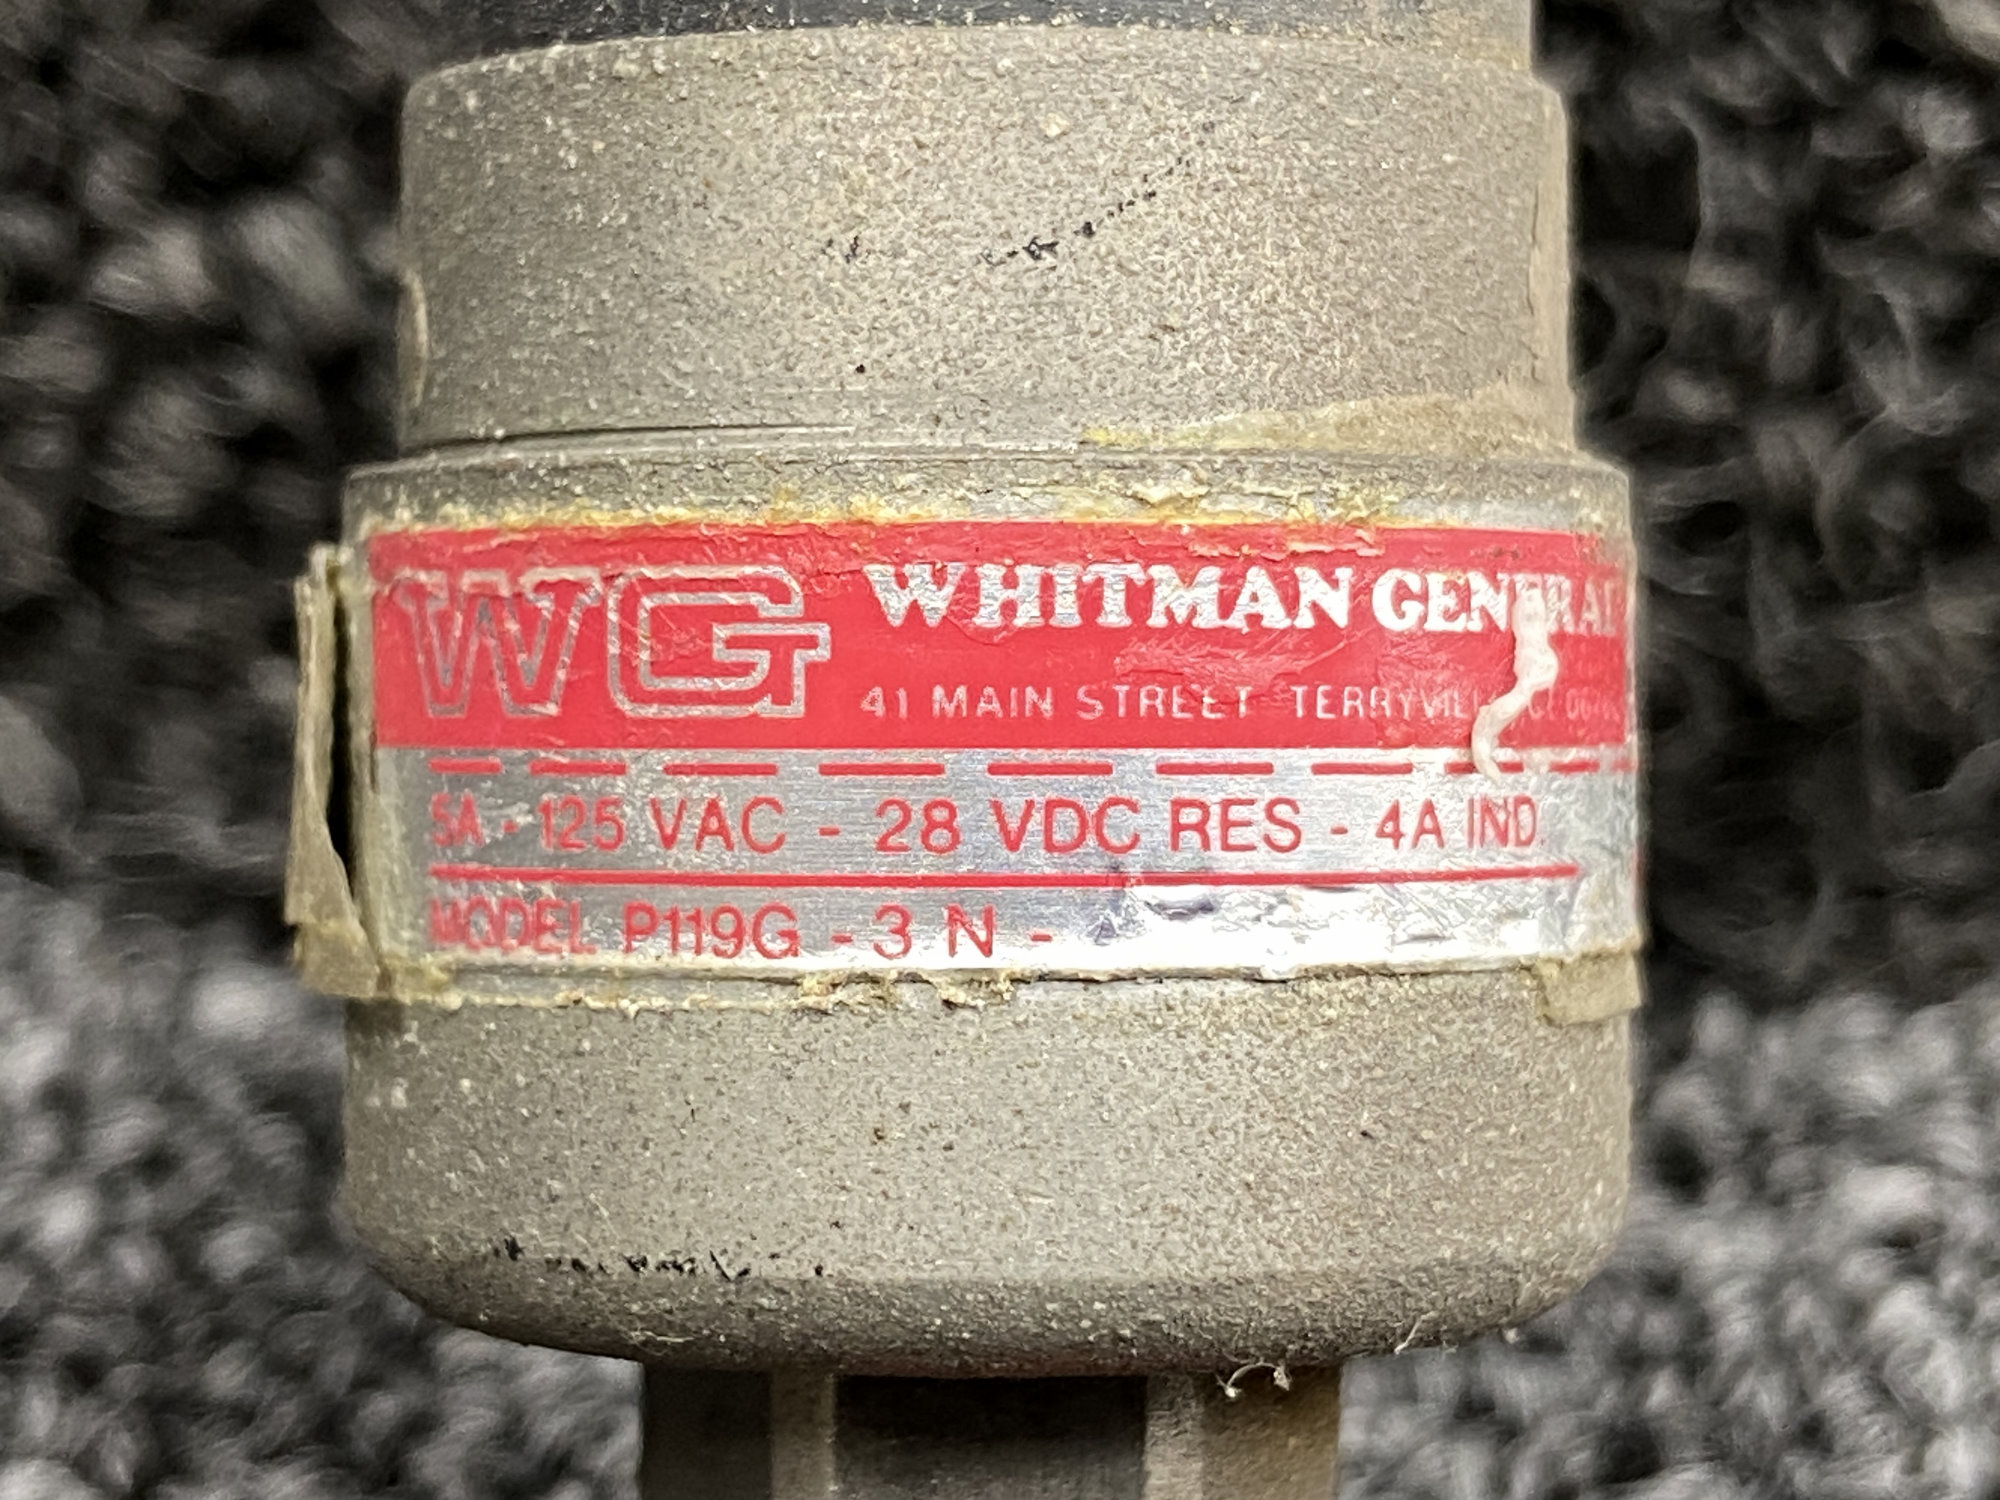 WG WHITMAN GENERAL
41 MAIN STREET TERRYVILLE
5A - 125 VAC - 28 VDC RES - 4A IND.
MODEL P119G - 3 N -